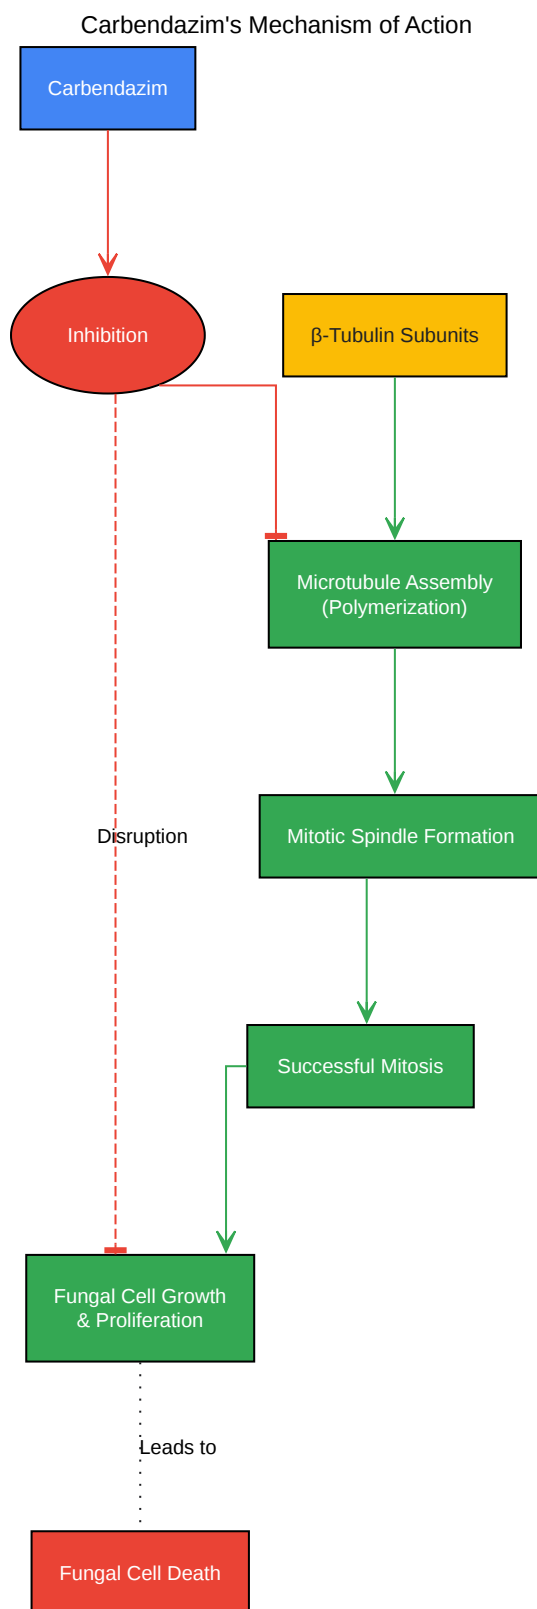 Carbendazim's Mechanism of Action
Carbendazim
Inhibition
β-Tubulin Subunits
Microtubule Assembly
(Polymerization)
Disruption
Mitotic Spindle Formation
Successful Mitosis
Fungal Cell Growth
& Proliferation
Leads to
Fungal Cell Death